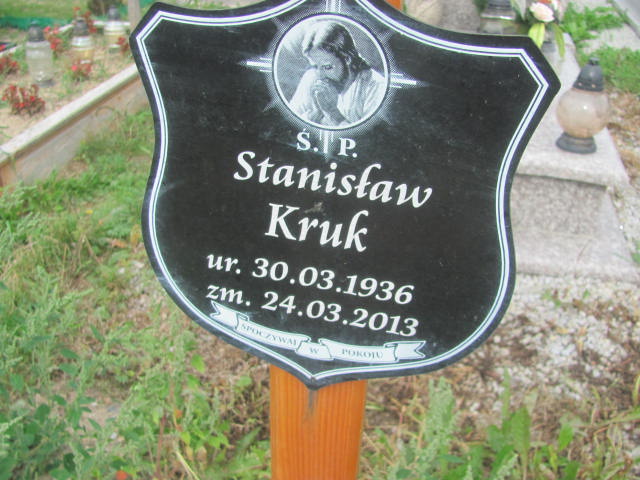 Ś. P.
Stanisław
Kruk
ur. 30.03.1936
zm. 24.03.2013
SPOCZYWAJ W POKOJU